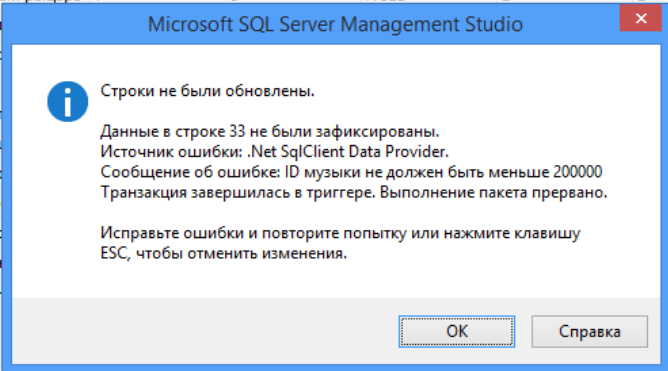 Microsoft SQL Server Management Studio
Строки не были обновлены.
Данные в строке 33 не были зафиксированы.
Источник ошибки: .Net SqlClient Data Provider.
Сообщение об ошибке: ID музыки не должен быть меньше 200000
Транзакция завершилась в триггере. Выполнение пакета прервано.
Исправьте ошибки и повторите попытку или нажмите клавишу
ESC, чтобы отменить изменения.
OK
Справка